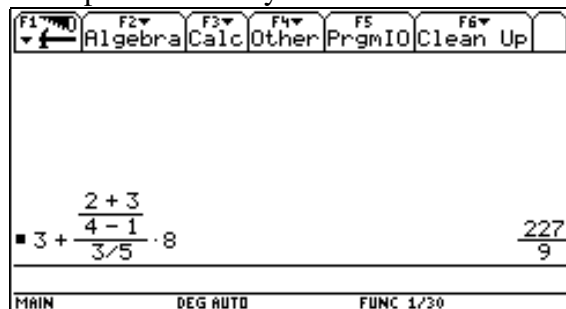 F1 F2 F3 F4 F5 F6
Algebra Calc Other PrgmIO Clean Up
2 + 3
4 - 1
3 + 3/5 · 8
227
9
MAIN DEG AUTO FUNC 1/30